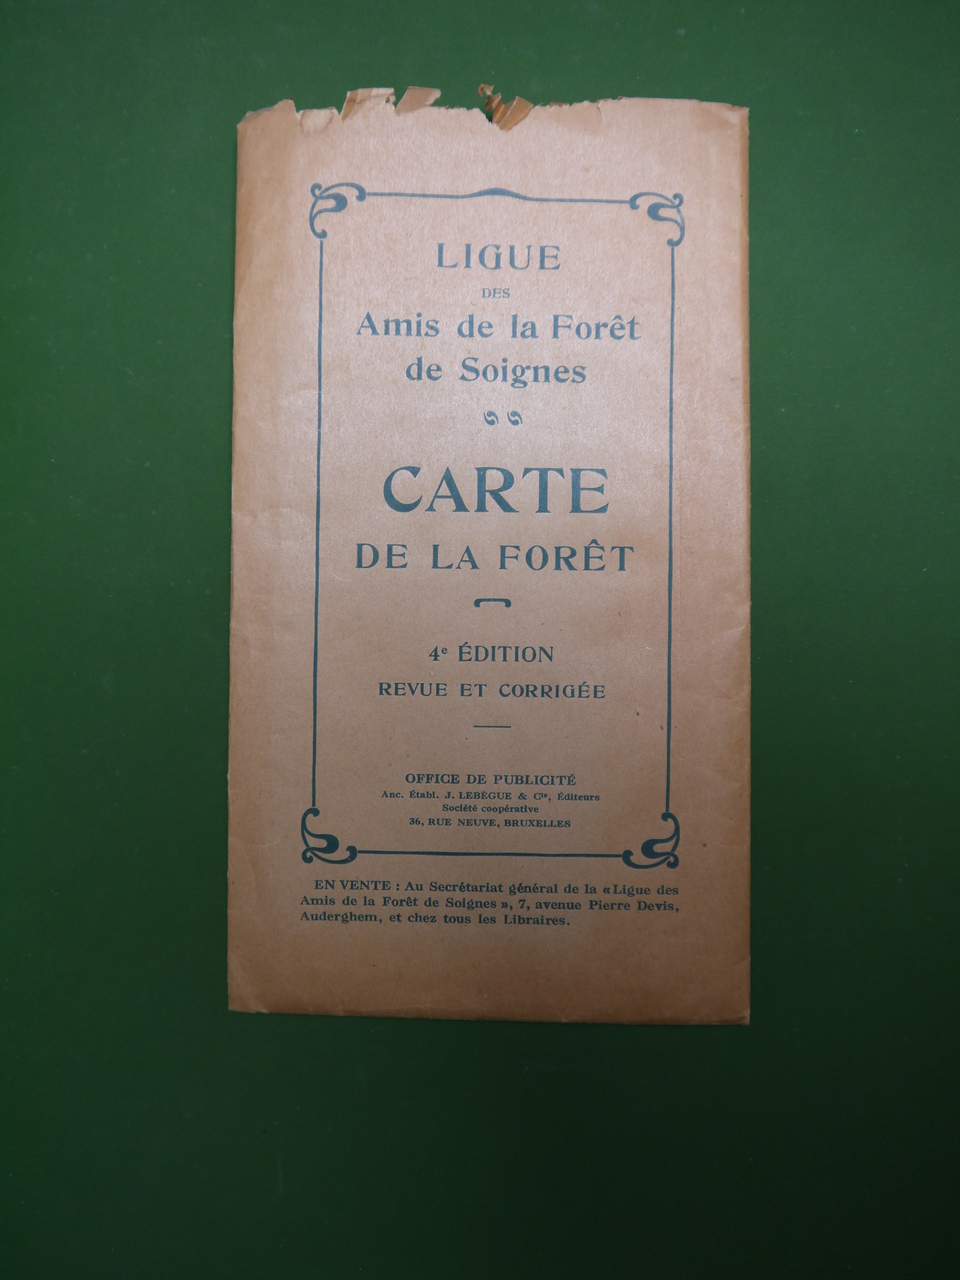 LIGUE
DES
Amis de la Forêt
de Soignes
CARTE
DE LA FORÊT
4e ÉDITION
REVUE ET CORRIGÉE
OFFICE DE PUBLICITÉ
Anc. Établ. J. LEBÈGUE & Cie, Éditeurs
Société coopérative
36, RUE NEUVE, BRUXELLES
EN VENTE : Au Secrétariat général de la «Ligue des
Amis de la Forêt de Soignes», 7, avenue Pierre Devis,
Auderghem, et chez tous les Libraires.